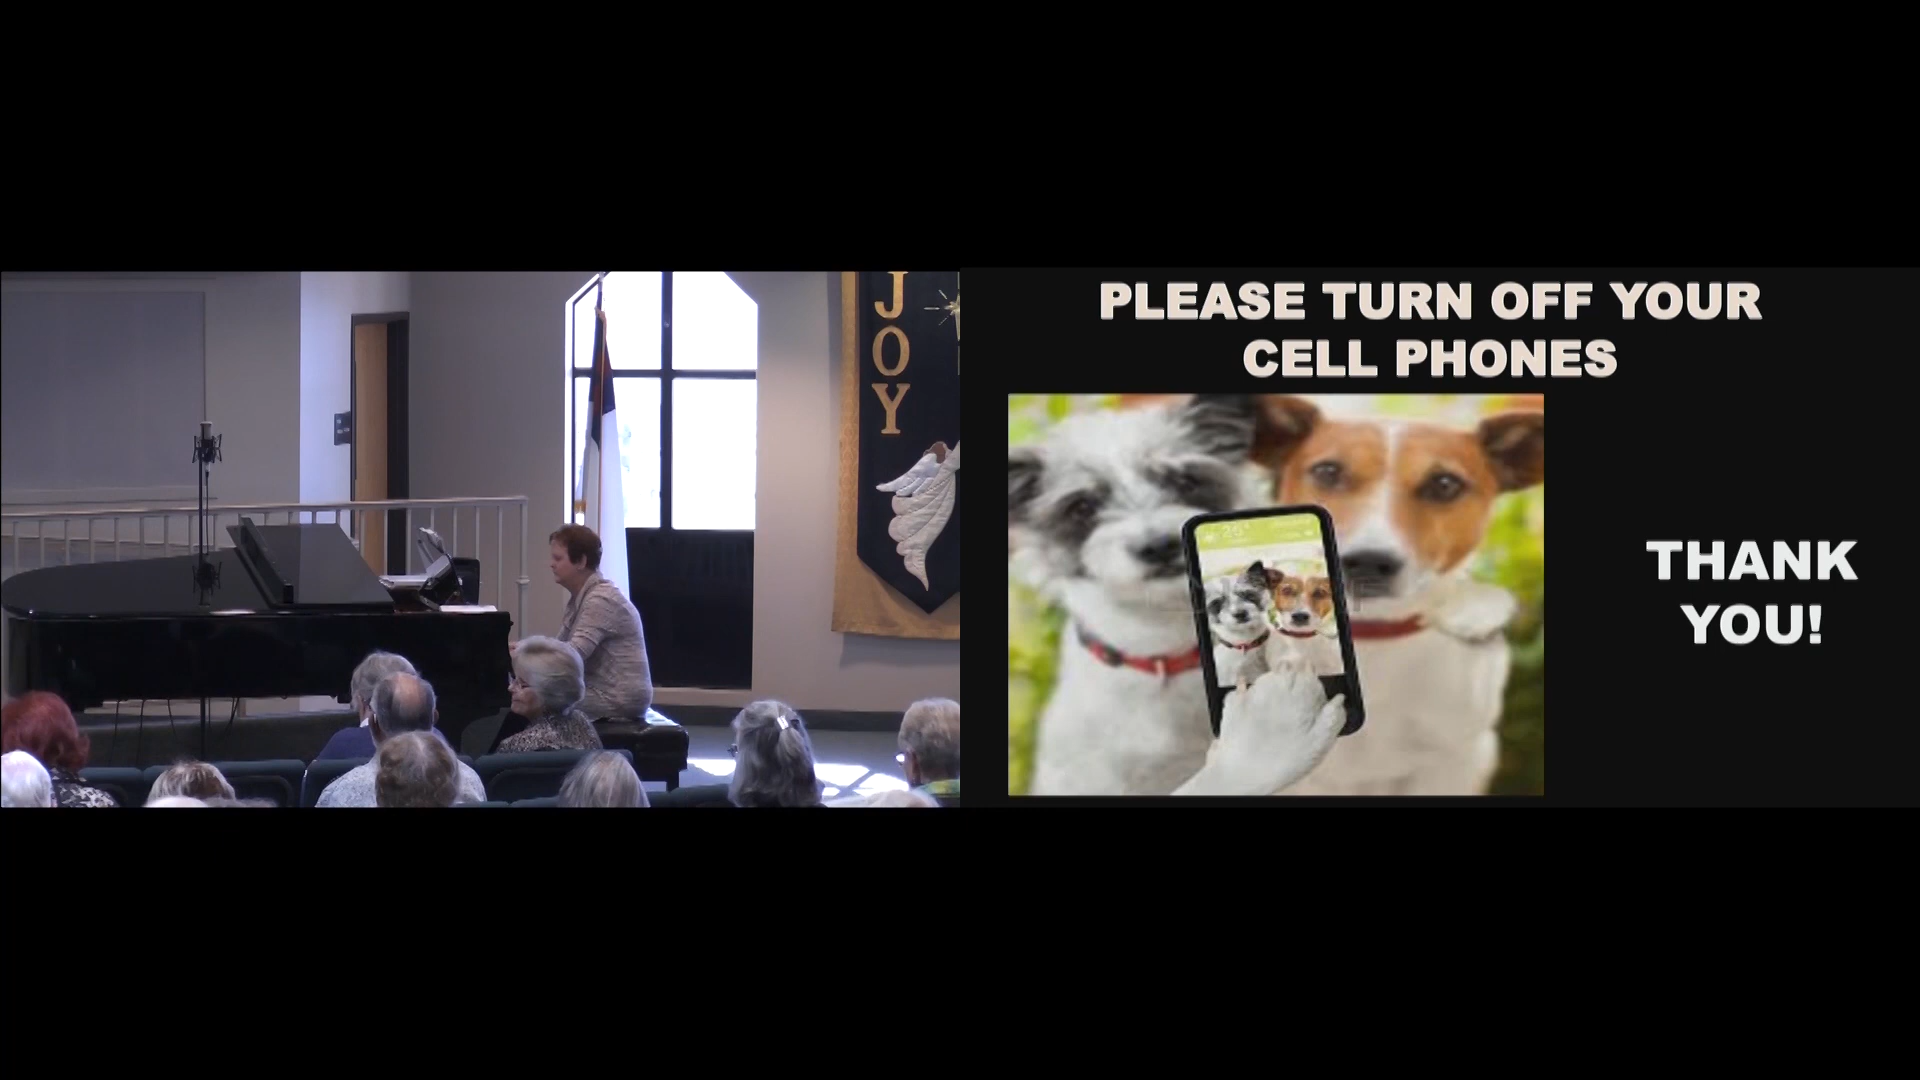 J
O
Y
PLEASE TURN OFF YOUR
CELL PHONES
THANK
YOU!